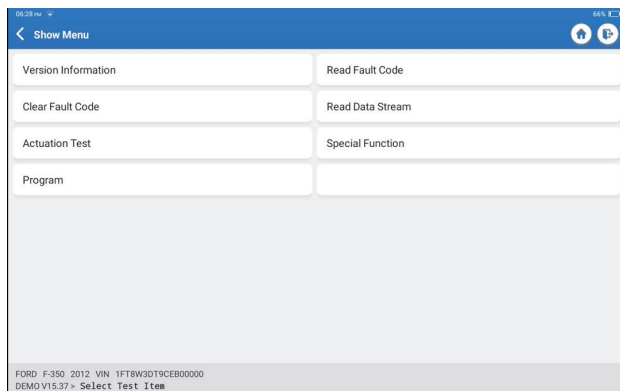 06:28 PM
66%
Show Menu
Version Information
Read Fault Code
Clear Fault Code
Read Data Stream
Actuation Test
Special Function
Program
FORD F-350 2012 VIN 1FT8W3DT9CEB00000
DEMO V15.37 > Select Test Item